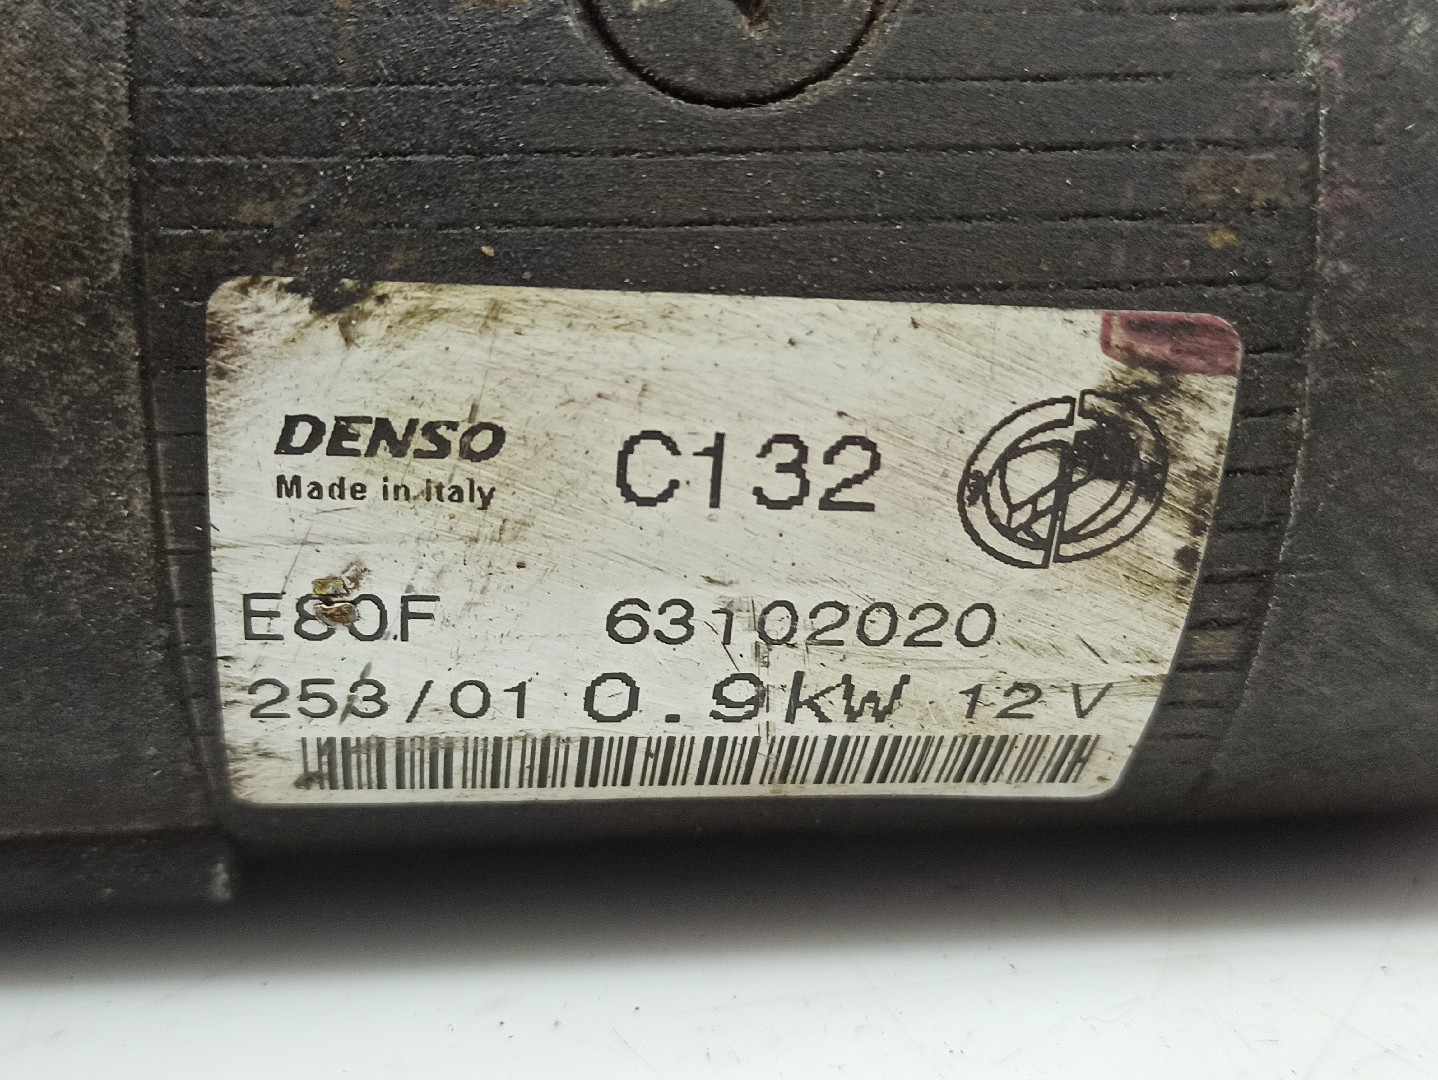 DENSO C132
Made in Italy
E80F 63102020
253/01 0.9kW 12V